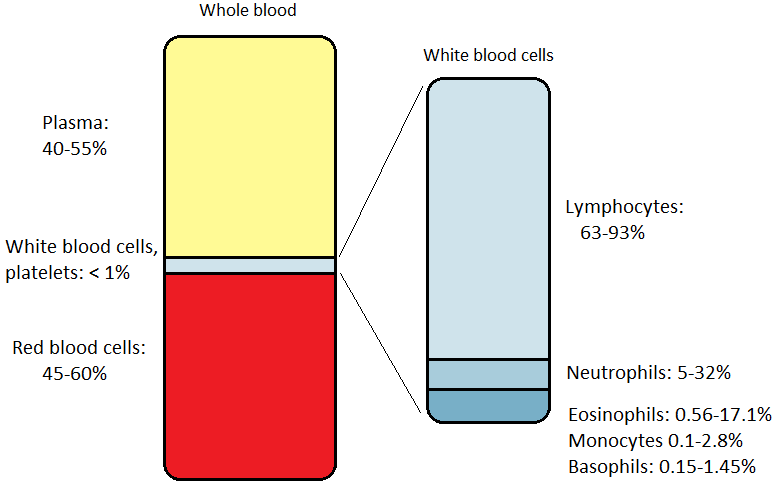 Whole blood
White blood cells
Plasma:
40-55%
White blood cells,
platelets: < 1%
Red blood cells:
45-60%
Lymphocytes:
63-93%
Neutrophils: 5-32%
Eosinophils: 0.56-17.1%
Monocytes 0.1-2.8%
Basophils: 0.15-1.45%